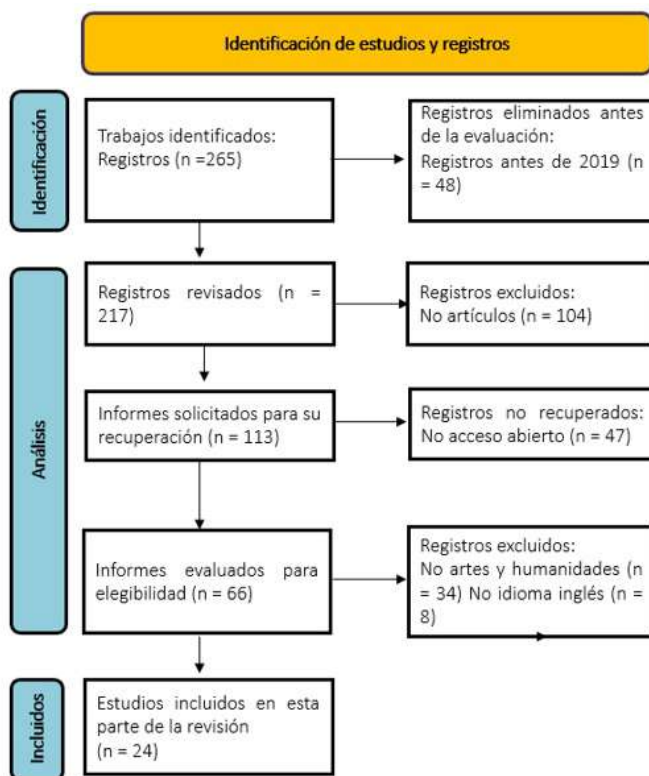 Identificación de estudios y registros
Identificación
Trabajos identificados:
Registros (n =265)
Registros eliminados antes
de la evaluación:
Registros antes de 2019 (n
= 48)
Análisis
Registros revisados (n =
217)
Registros excluidos:
No artículos (n = 104)
Informes solicitados para su
recuperación (n = 113)
Registros no recuperados:
No acceso abierto (n = 47)
Informes evaluados para
elegibilidad (n = 66)
Registros excluidos:
No artes y humanidades (n
= 34) No idioma inglés (n =
8)
Incluidos
Estudios incluidos en esta
parte de la revisión
(n = 24)